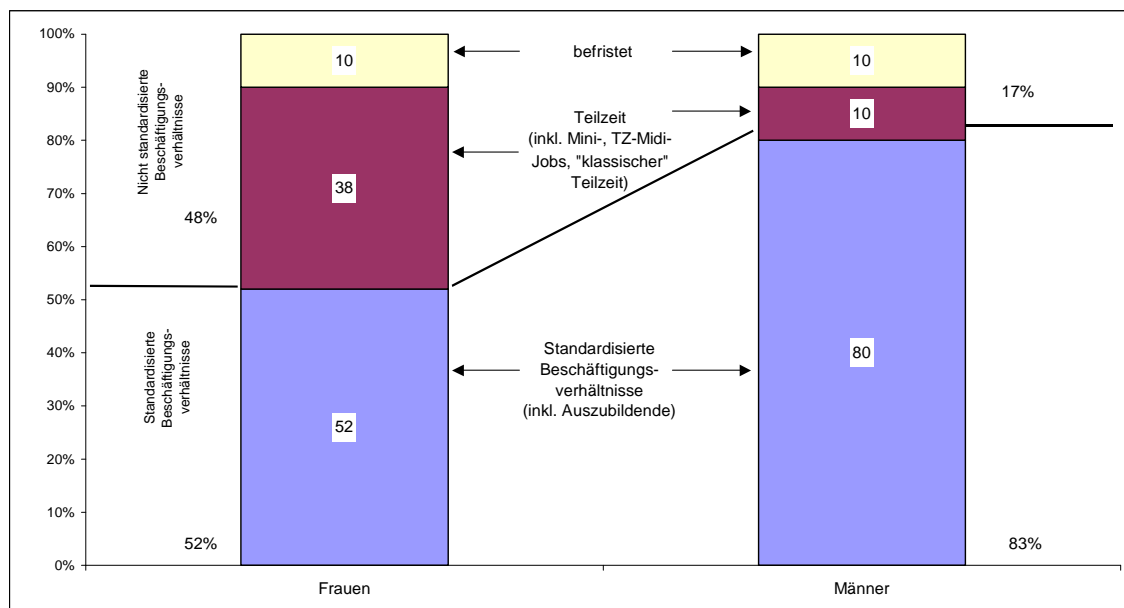 100%
90%
80%
70%
60%
50%
40%
30%
20%
10%
0%
Nicht standardisierte
Beschäftigungs-
verhältnisse
48%
Standardisierte
Beschäftigungs-
verhältnisse
52%
10
38
52
befristet
Teilzeit
(inkl. Mini-, TZ-Midi-
Jobs, "klassischer"
Teilzeit)
Standardisierte
Beschäftigungs-
verhältnisse
(inkl. Auszubildende)
10
10
80
17%
83%
Frauen
Männer